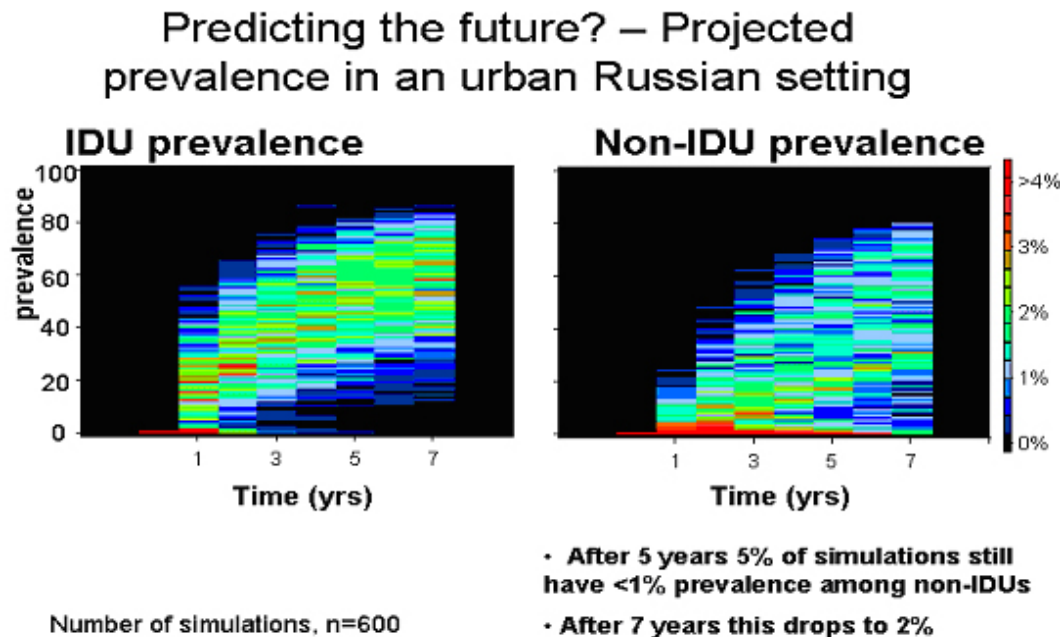 Predicting the future? – Projected
prevalence in an urban Russian setting
IDU prevalence
Non-IDU prevalence
prevalence
100
80
60
40
20
0
1 3 5 7
Time (yrs)
1 3 5 7
Time (yrs)
>4%
3%
2%
1%
0%
• After 5 years 5% of simulations still
have <1% prevalence among non-IDUs
Number of simulations, n=600
• After 7 years this drops to 2%